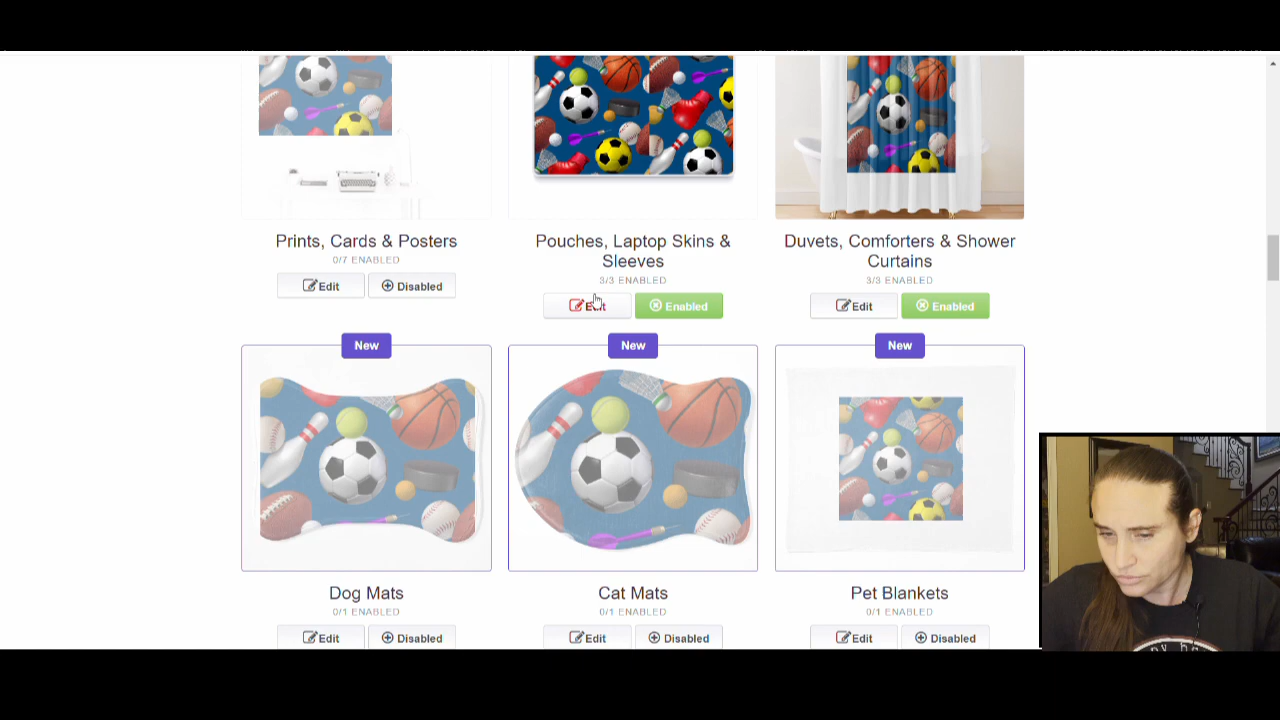 Prints, Cards & Posters
0/7 ENABLED
Edit
Disabled
Pouches, Laptop Skins &
Sleeves
3/3 ENABLED
Edit
Enabled
Duvets, Comforters & Shower
Curtains
3/3 ENABLED
Edit
Enabled
New
Dog Mats
0/1 ENABLED
Edit
Disabled
New
Cat Mats
0/1 ENABLED
Edit
Disabled
New
Pet Blankets
0/1 ENABLED
Edit
Disabled